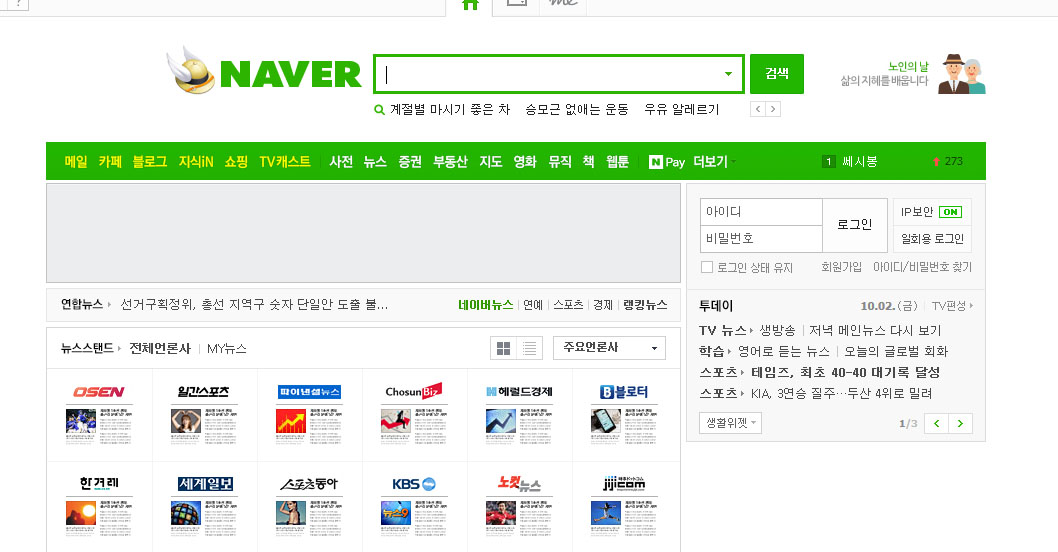 ?
me
NAVER
검색
노인의 날
삶의 지혜를 배웁니다
계절별 마시기 좋은 차 승모근 없애는 운동 우유 알레르기
메일 카페 블로그 지식iN 쇼핑 TV캐스트 사전 뉴스 증권 부동산 지도 영화 뮤직 책 웹툰 N Pay 더보기
1 쎄시봉 273
아이디
비밀번호
로그인
IP보안 ON
일회용 로그인
로그인 상태 유지 회원가입 아이디/비밀번호 찾기
연합뉴스 선거구획정위, 총선 지역구 숫자 단일안 도출 불...
네이버뉴스 연예 스포츠 경제 랭킹뉴스
투데이 10.02.(금) TV편성
TV 뉴스 생방송 저녁 메인뉴스 다시 보기
학습 영어로 듣는 뉴스 오늘의 글로벌 회화
스포츠 테임즈, 최초 40-40 대기록 달성
스포츠 KIA, 3연승 질주…두산 4위로 밀려
생활위젯 1/3
뉴스스탠드 전체언론사 MY뉴스 주요언론사
OSEN 일간스포츠 파이낸셜뉴스 ChosunBiz 헤럴드경제 블로터
한겨레 세계일보 스포츠동아 KBS 노컷뉴스 jjijcom